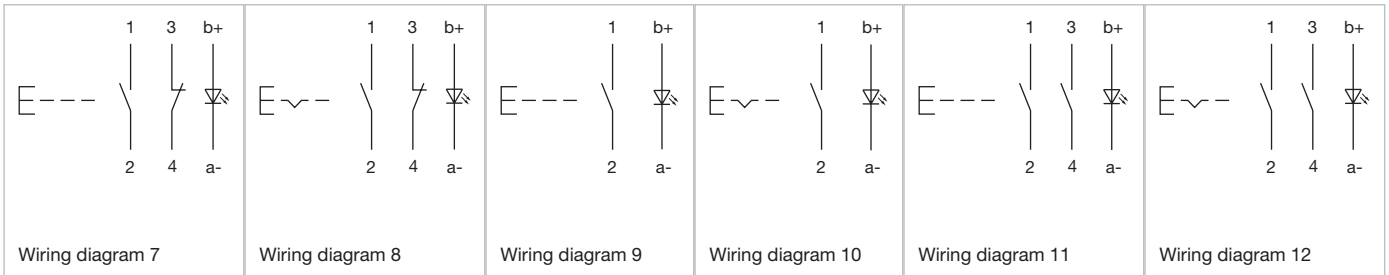 1 3 b+
2 4 a-
Wiring diagram 7
1 3 b+
2 4 a-
Wiring diagram 8
1 b+
2 a-
Wiring diagram 9
1 b+
2 a-
Wiring diagram 10
1 3 b+
2 4 a-
Wiring diagram 11
1 3 b+
2 4 a-
Wiring diagram 12